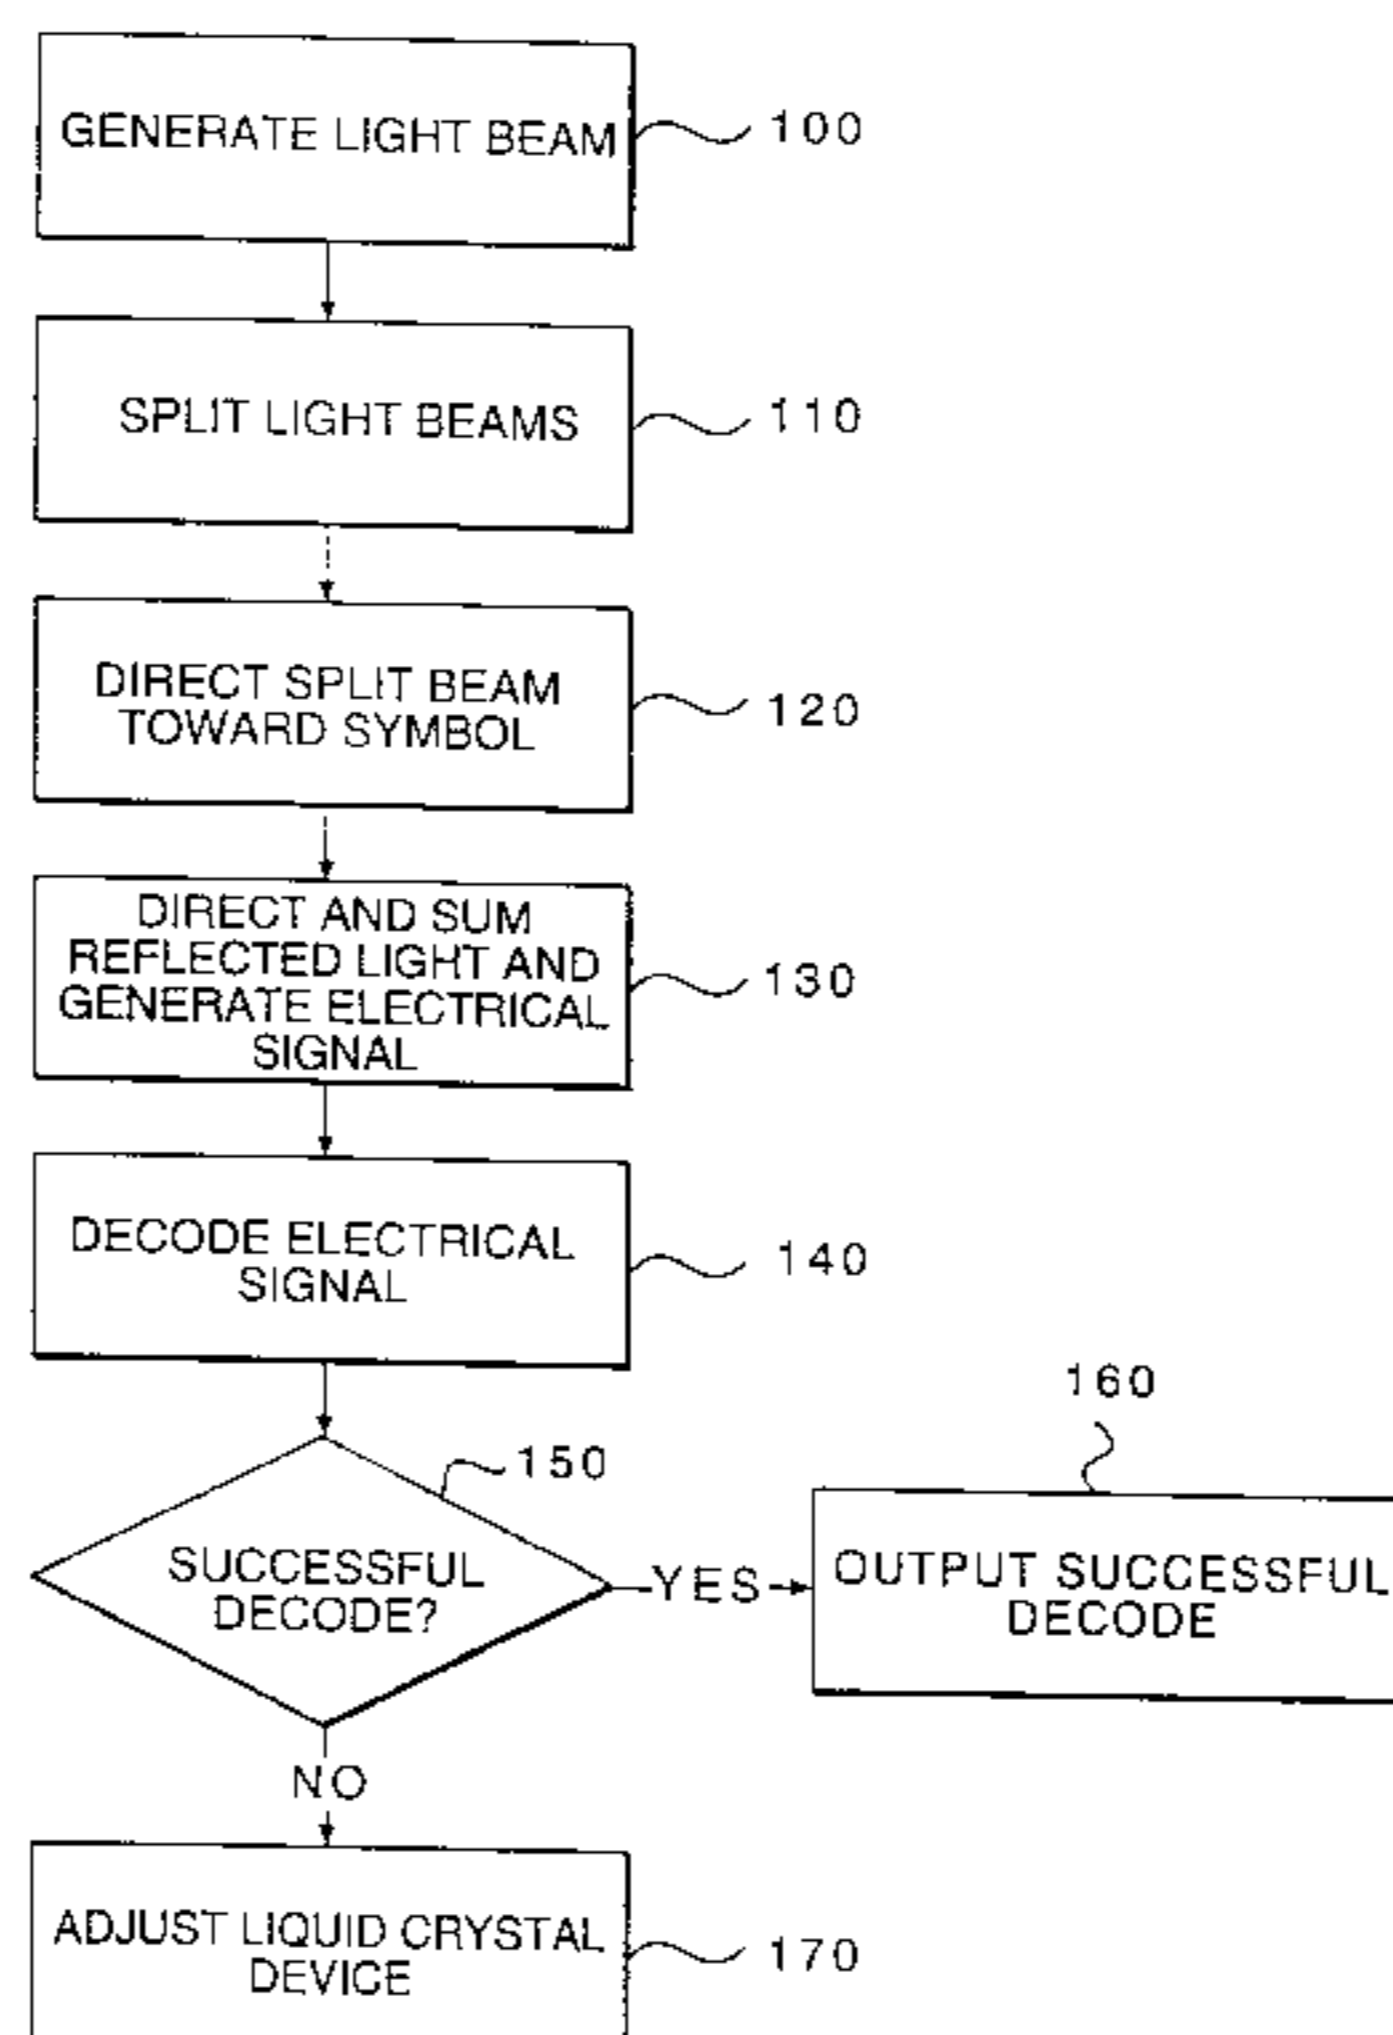 GENERATE LIGHT BEAM
100
SPLIT LIGHT BEAMS
110
DIRECT SPLIT BEAM
TOWARD SYMBOL
120
DIRECT AND SUM
REFLECTED LIGHT AND
GENERATE ELECTRICAL
SIGNAL
130
DECODE ELECTRICAL
SIGNAL
140
150
SUCCESSFUL
DECODE?
YES
160
OUTPUT SUCCESSFUL
DECODE
NO
ADJUST LIQUID CRYSTAL
DEVICE
170